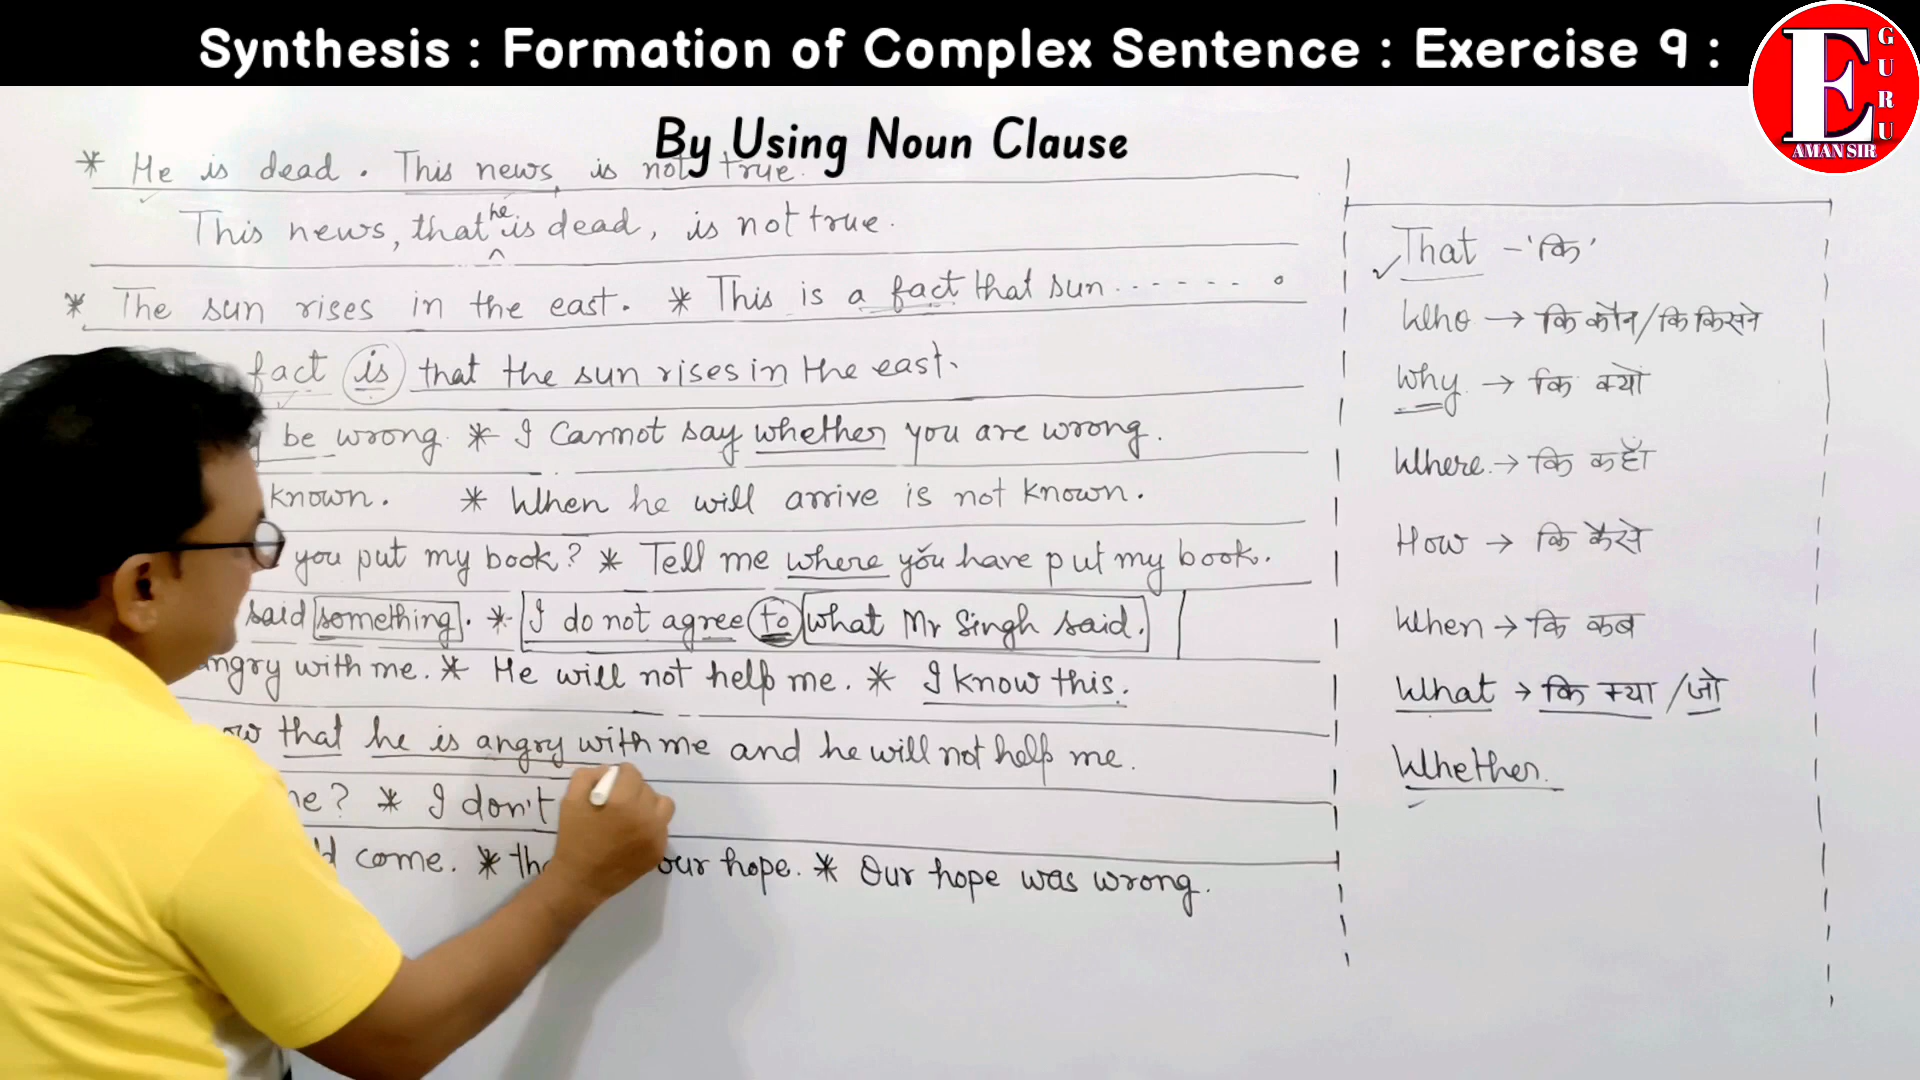 Synthesis : Formation of Complex Sentence : Exercise 9 :
E GURU
AMAN SIR
By Using Noun Clause
* He is dead. This news, is not true.
This news, that he is dead, is not true.
* The sun rises in the east. * This is a fact that sun ....... .
fact is that the sun rises in the east.
be wrong. * I cannot say whether you are wrong.
known. * When he will arrive is not known.
you put my book? * Tell me where you have put my book.
said something. * I do not agree to what Mr Singh said.
angry with me. * He will not help me. * I know this.
that he is angry with me and he will not help me.
? * I don't
come. * our hope. * Our hope was wrong.
That - 'कि'
Who → कि कौन/कि किसने
Why → कि क्यों
Where → कि कहाँ
How → कि कैसे
When → कि कब
What → कि क्या/जो
Whether.